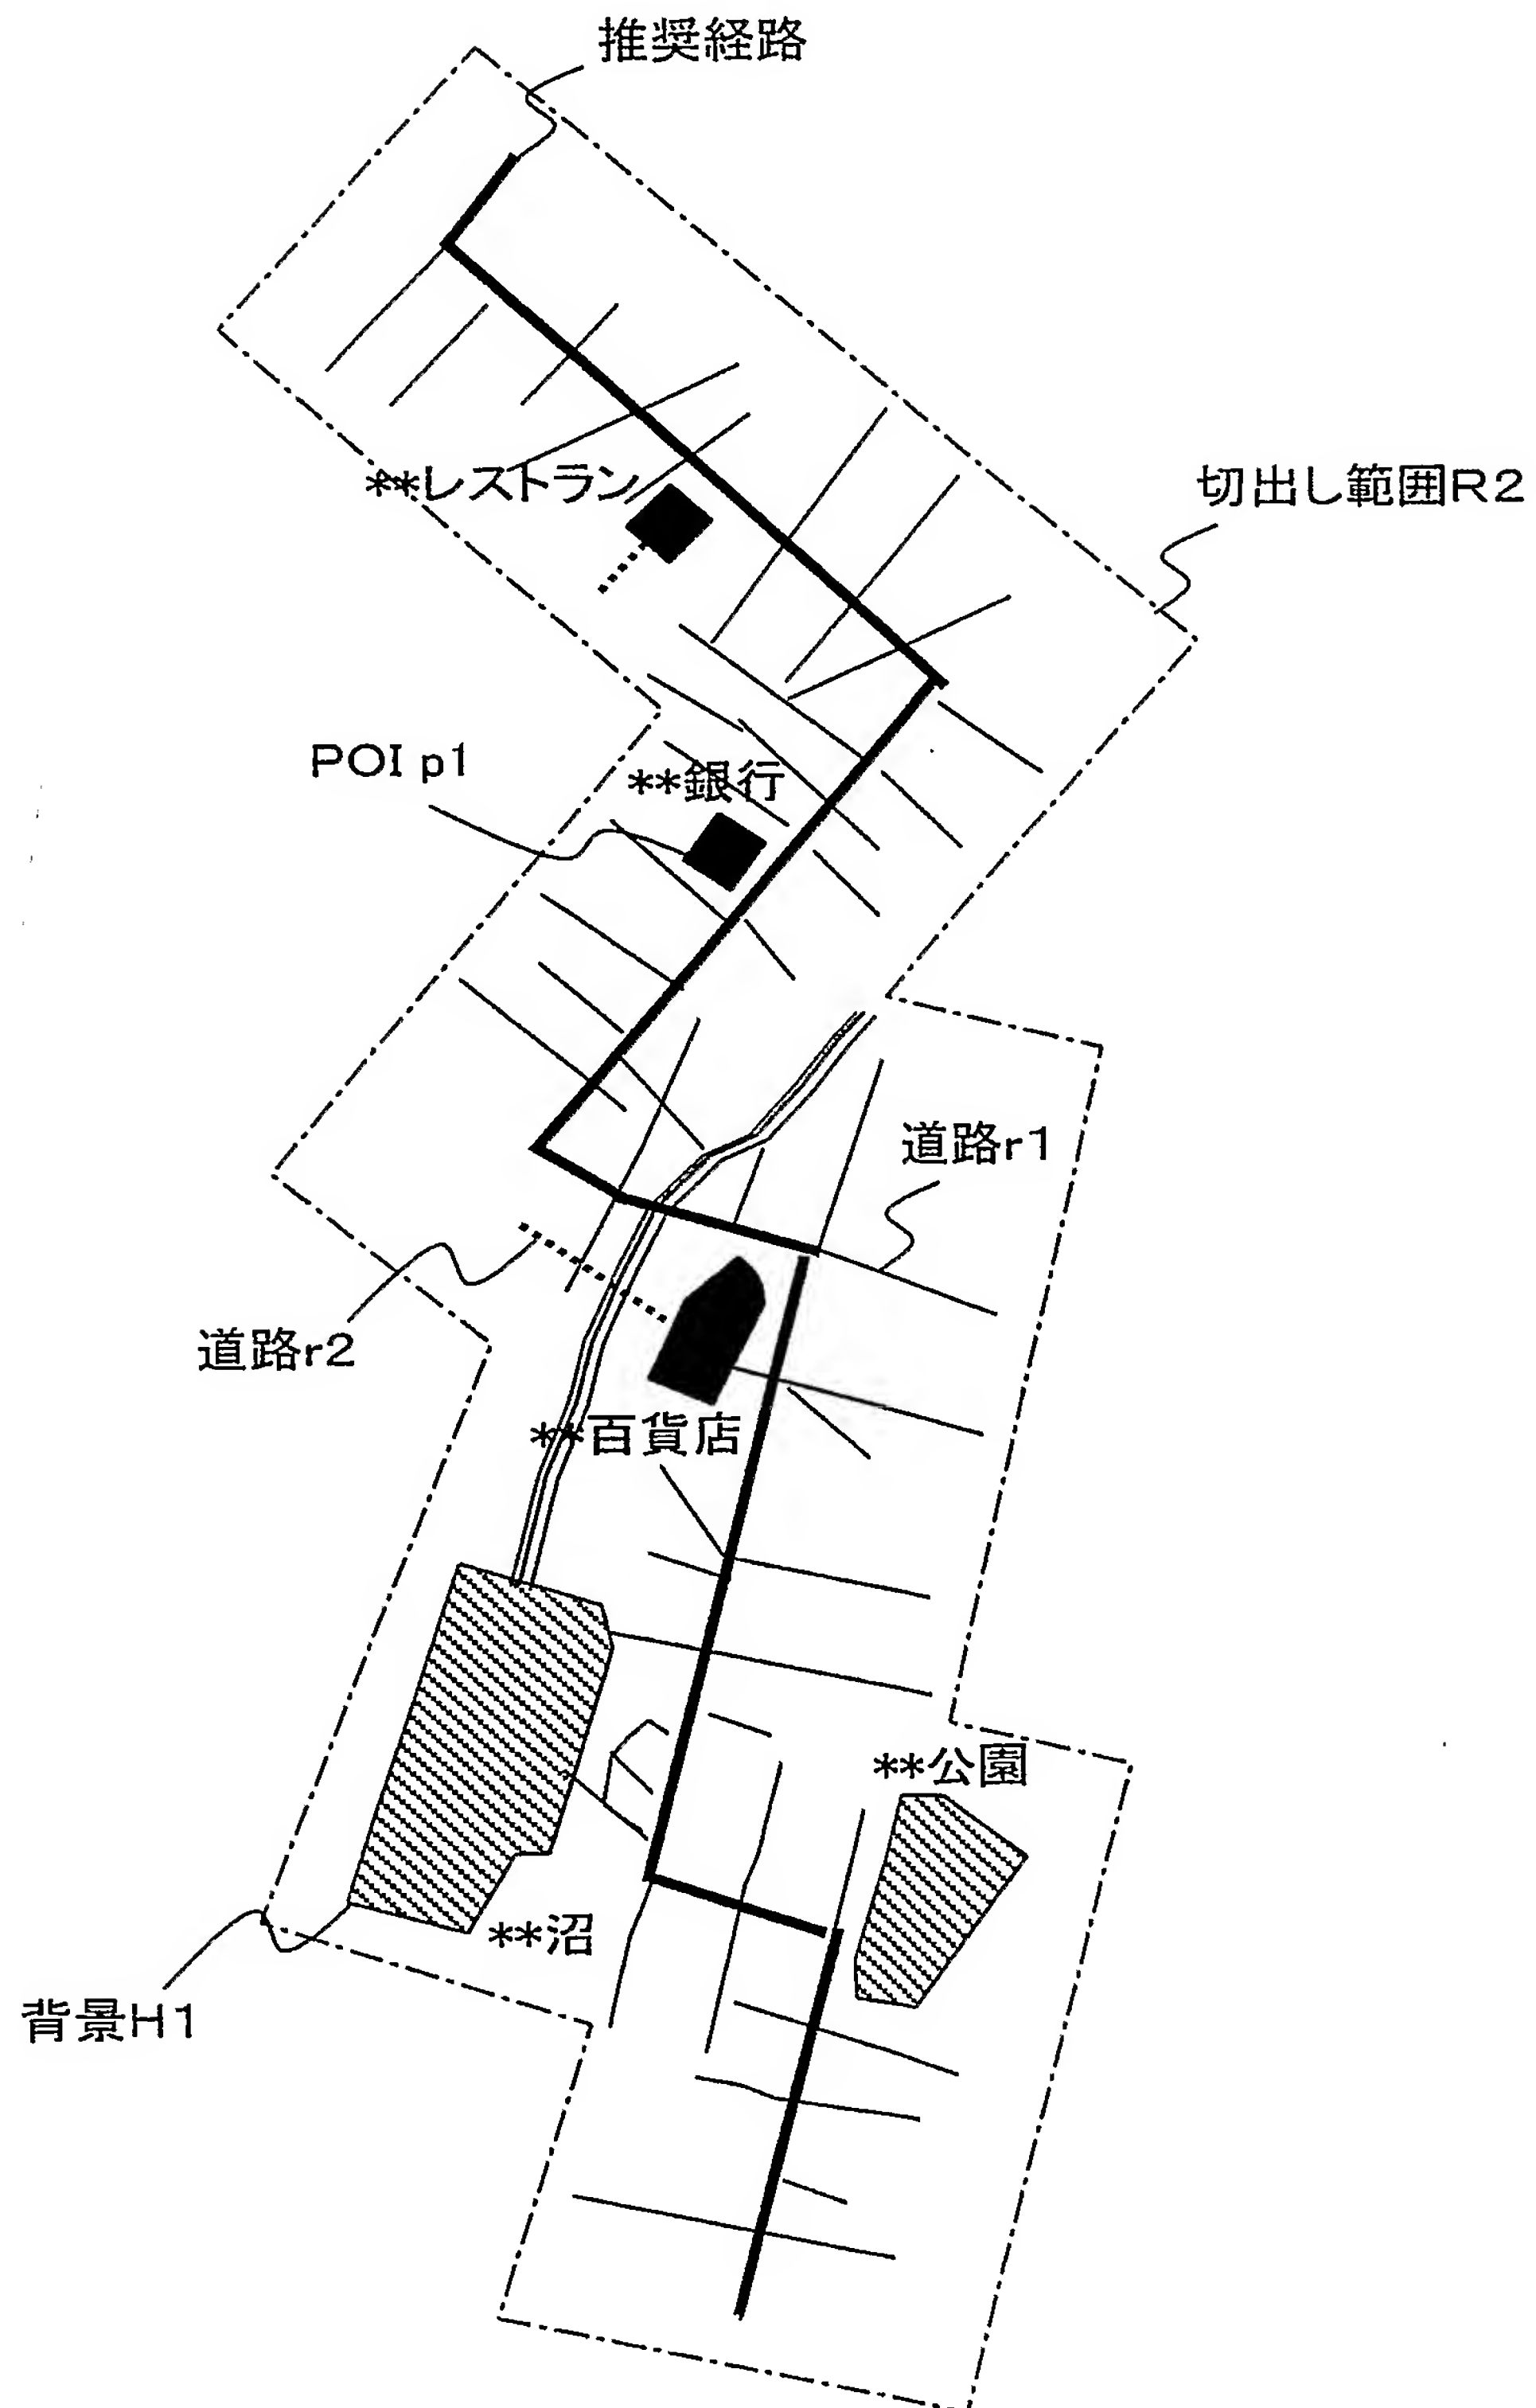 推奨経路
**レストラン
切出し範囲R2
POI p1
**銀行
道路r1
道路r2
**百貨店
**公園
**沼
背景H1